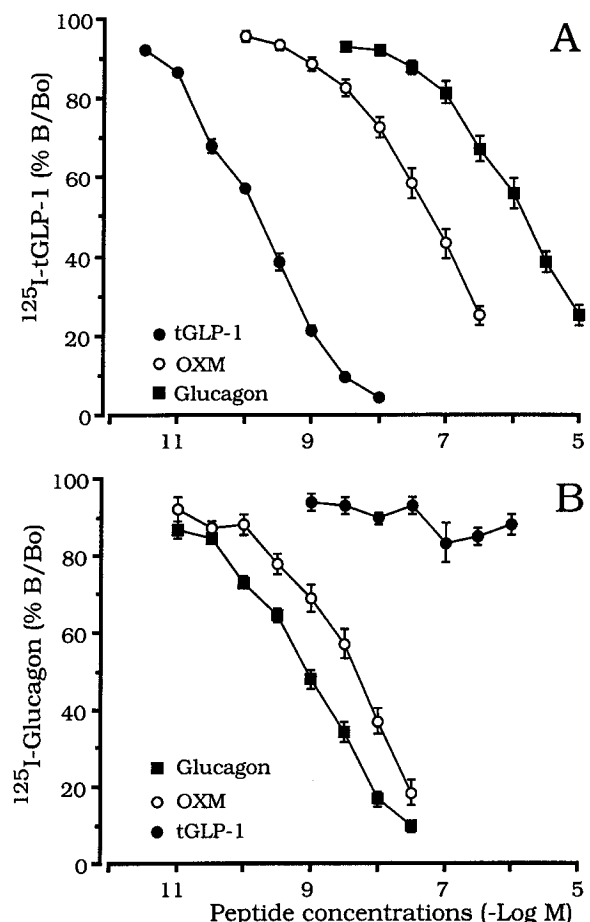 100
80
60
40
20
0
¹²⁵I-tGLP-1 (% B/Bo)
A
tGLP-1
OXM
Glucagon
11 9 7 5
100
80
60
40
20
0
¹²⁵I-Glucagon (% B/Bo)
B
Glucagon
OXM
tGLP-1
11 9 7 5
Peptide concentrations (-Log M)